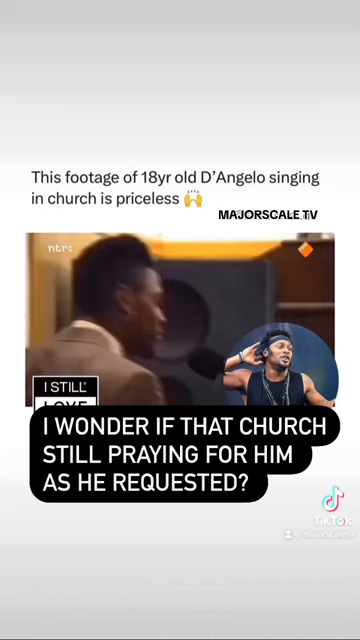 This footage of 18yr old D'Angelo singing
in church is priceless 🙌
MAJORSCALE.TV
ntr:
I STILL
LOVE
I WONDER IF THAT CHURCH
STILL PRAYING FOR HIM
AS HE REQUESTED?
TikTok
@majorscaletv